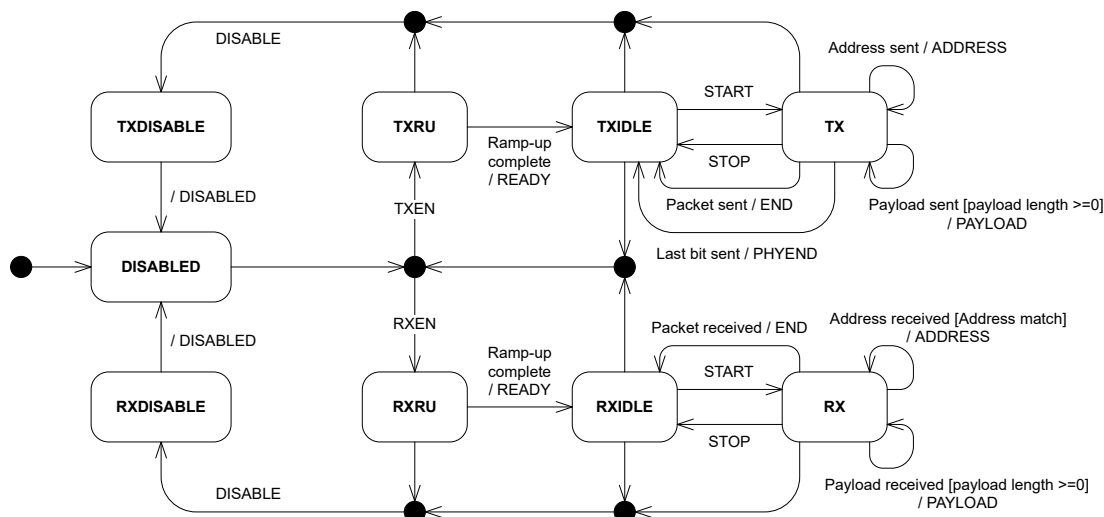 DISABLE
Address sent / ADDRESS
TXDISABLE
TXRU
Ramp-up
complete
/ READY
TXIDLE
START
STOP
TX
Packet sent / END
Payload sent [payload length >=0]
/ PAYLOAD
/ DISABLED
TXEN
Last bit sent / PHYEND
DISABLED
RXEN
/ DISABLED
Ramp-up
complete
/ READY
Packet received / END
Address received [Address match]
/ ADDRESS
START
RXDISABLE
RXRU
RXIDLE
RX
STOP
DISABLE
Payload received [payload length >=0]
/ PAYLOAD